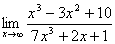 lim x→∞ (x³ − 3x² + 10) / (7x³ + 2x + 1)